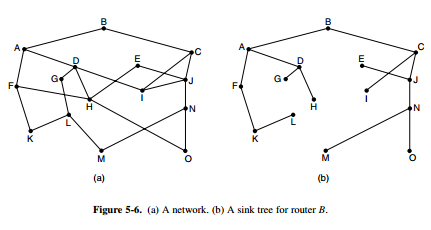 B
B
A
D
E
C
A
D
E
C
G
J
G
J
F
I
F
I
H
N
H
N
L
L
K
K
M
O
M
O
(a)
(b)
Figure 5-6. (a) A network. (b) A sink tree for router B.